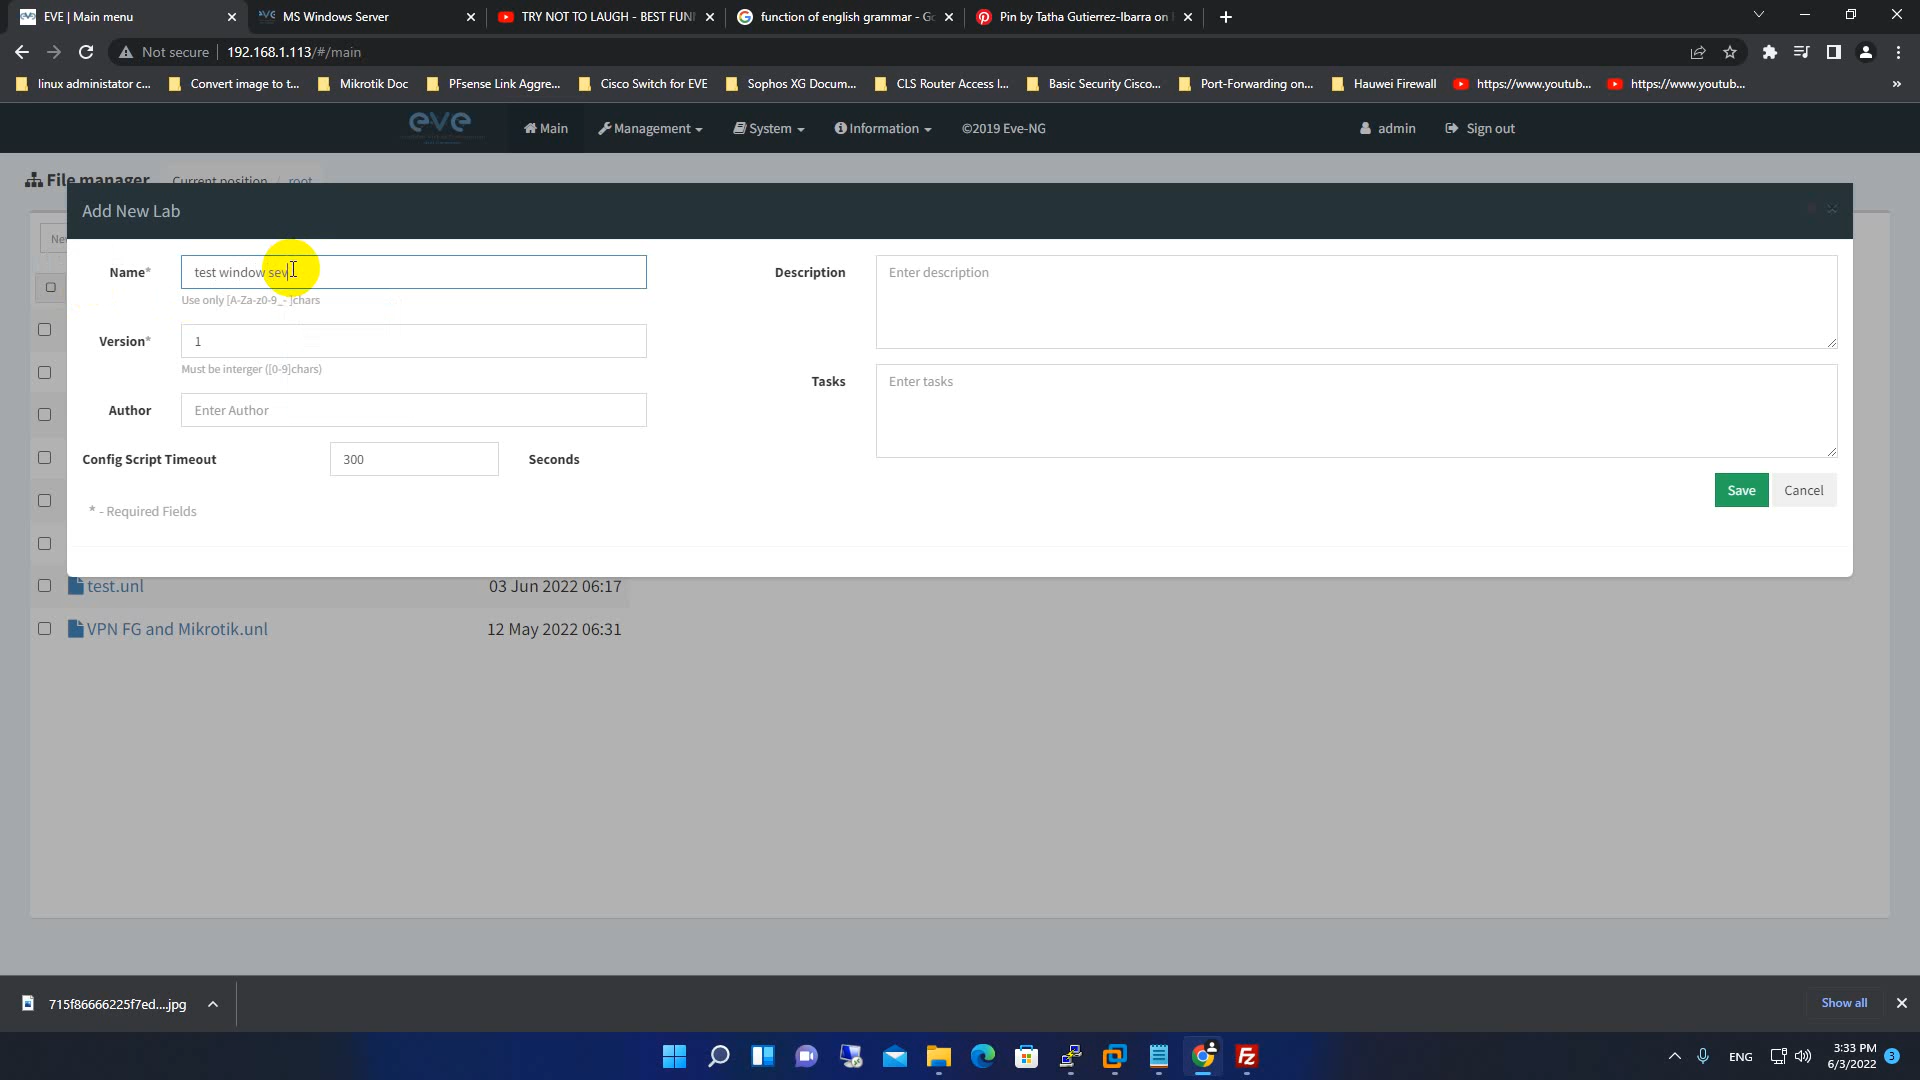 EVE | Main menu
MS Windows Server
TRY NOT TO LAUGH - BEST FUN
function of english grammar - G
Pin by Tatha Gutierrez-Ibarra on
Not secure
192.168.1.113/#/main
linux administator c...
Convert image to t...
Mikrotik Doc
PFsense Link Aggre...
Cisco Switch for EVE
Sophos XG Docum...
CLS Router Access l...
Basic Security Cisco...
Port-Forwarding on...
Hauwei Firewall
https://www.youtub...
https://www.youtub...
»
eve
Main
Management
System
Information
©2019 Eve-NG
admin
Sign out
File manager
Current position / root
Ne
Add New Lab
Name*
test window sev
Use only [A-Za-z0-9_- ]chars
Version*
1
Must be interger ([0-9]chars)
Author
Enter Author
Config Script Timeout
300
Seconds
* - Required Fields
Description
Enter description
Tasks
Enter tasks
Save
Cancel
test.unl
03 Jun 2022 06:17
VPN FG and Mikrotik.unl
12 May 2022 06:31
715f86666225f7ed....jpg
Show all
ENG
3:33 PM
6/3/2022
3